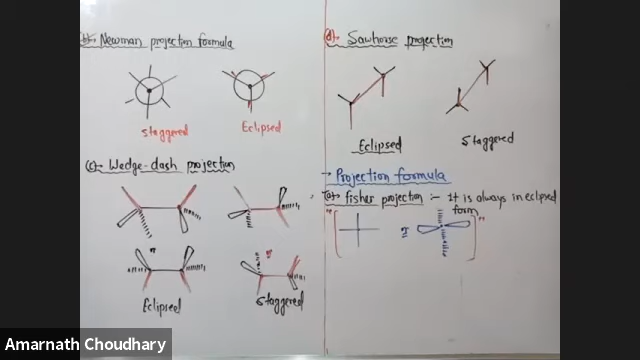 (b)→ Newman projection formula
Staggered
Eclipsed
(c)→ Wedge-dash projection
Eclipsed
Staggered
(d)→ Sawhorse projection
Eclipsed
Staggered
→ Projection formula
(a)→ fisher projection :- It is always in eclipsed
form
Amarnath Choudhary